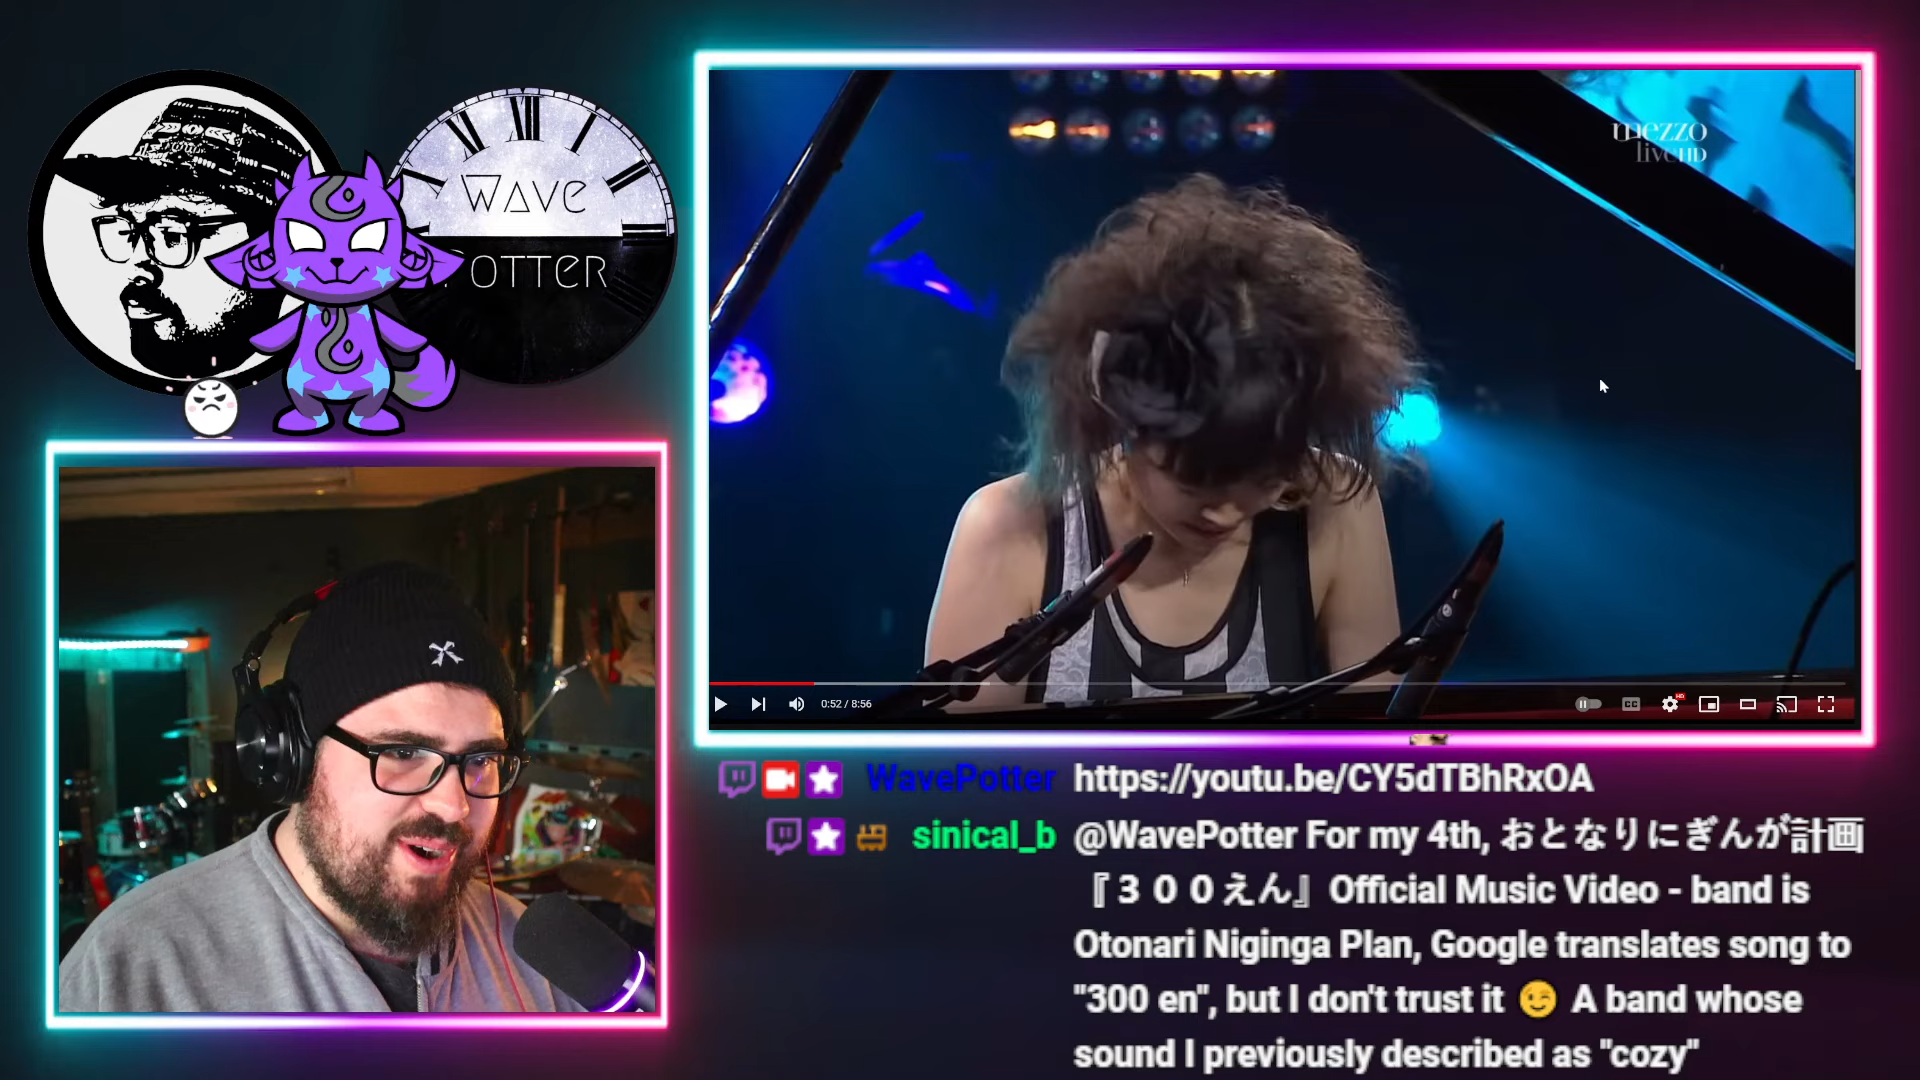 WAVE
POTTER
mezzo
liveHD
0:52 / 8:56
CC
HD
WavePotter https://youtu.be/CY5dTBhRxOA
sinical_b @WavePotter For my 4th, おとなりにぎんが計画
『３００えん』 Official Music Video - band is
Otonari Niginga Plan, Google translates song to
"300 en", but I don't trust it 😉 A band whose
sound I previously described as "cozy"